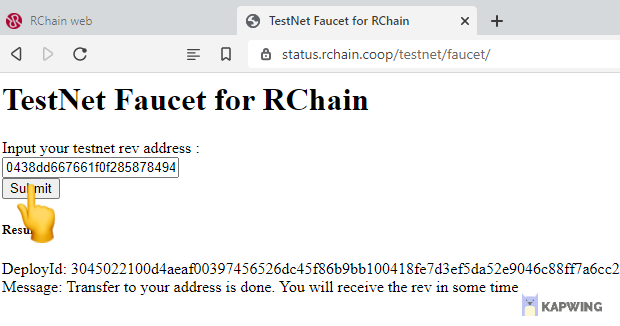 RChain web
TestNet Faucet for RChain
status.rchain.coop/testnet/faucet/
TestNet Faucet for RChain
Input your testnet rev address :
0438dd667661f0f285878494
Submit
DeployId: 3045022100d4aeaf00397456526dc45f86b9bb100418fe7d3ef5da52e9046c88ff7a6cc2
Message: Transfer to your address is done. You will receive the rev in some time
KAPWING